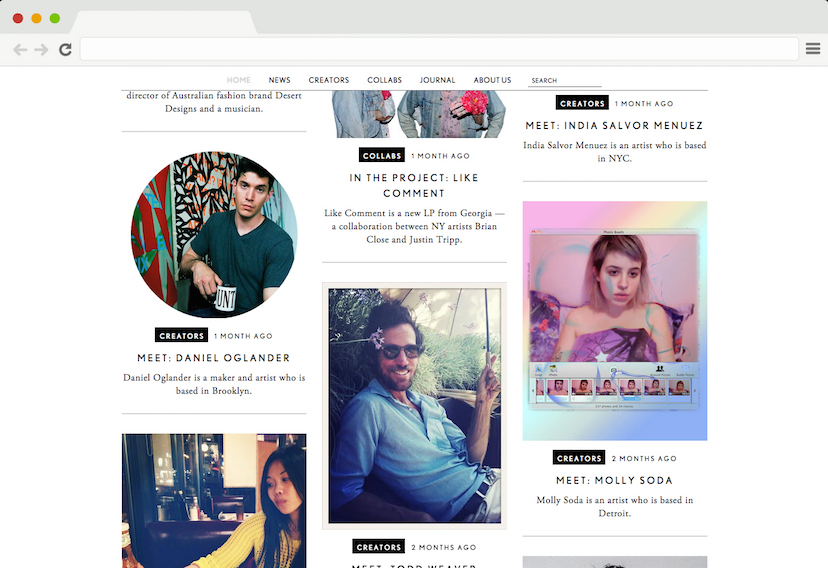 HOME NEWS CREATORS COLLABS JOURNAL ABOUT US SEARCH
director of Australian fashion brand Desert
Designs and a musician.
UNT
CREATORS 1 MONTH AGO
MEET: DANIEL OGLANDER
Daniel Oglander is a maker and artist who is
based in Brooklyn.
COLLABS 1 MONTH AGO
IN THE PROJECT: LIKE
COMMENT
Like Comment is a new LP from Georgia —
a collaboration between NY artists Brian
Close and Justin Tripp.
CREATORS 2 MONTHS AGO
MEET: TODD WEAVER
CREATORS 1 MONTH AGO
MEET: INDIA SALVOR MENUEZ
India Salvor Menuez is an artist who is based
in NYC.
Photo Booth
CREATORS 2 MONTHS AGO
MEET: MOLLY SODA
Molly Soda is an artist who is based in
Detroit.